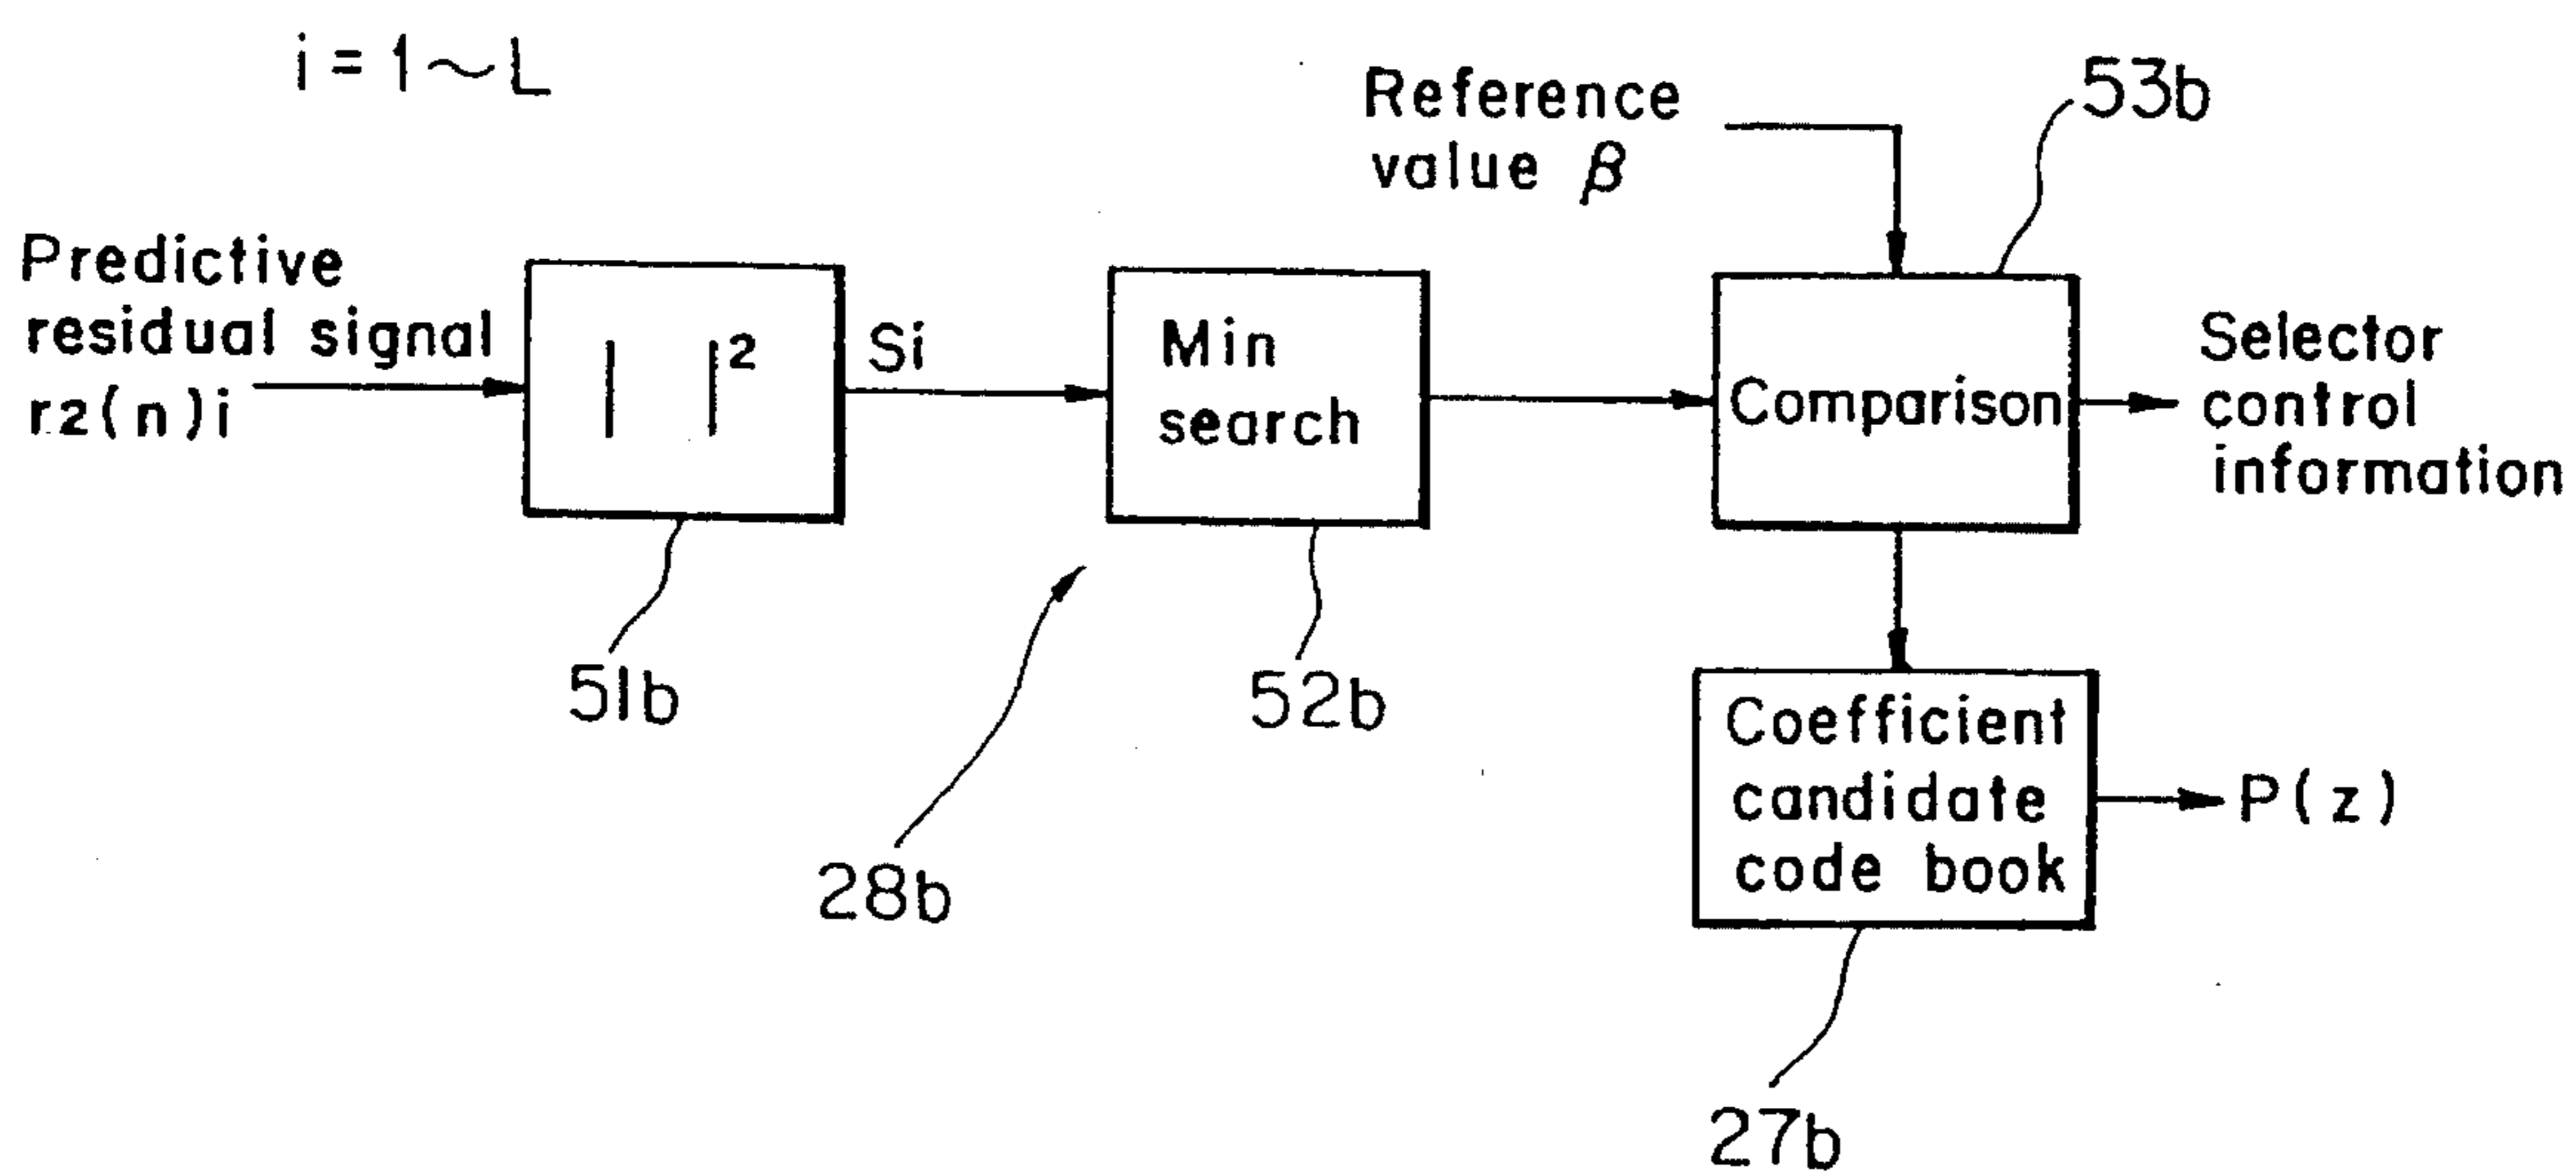 i = 1～L
Reference
value β
53b
Predictive
residual signal
r2(n)i
| |2
Si
Min
search
Comparison
Selector
control
information
51b
52b
28b
Coefficient
candidate
code book
P(z)
27b